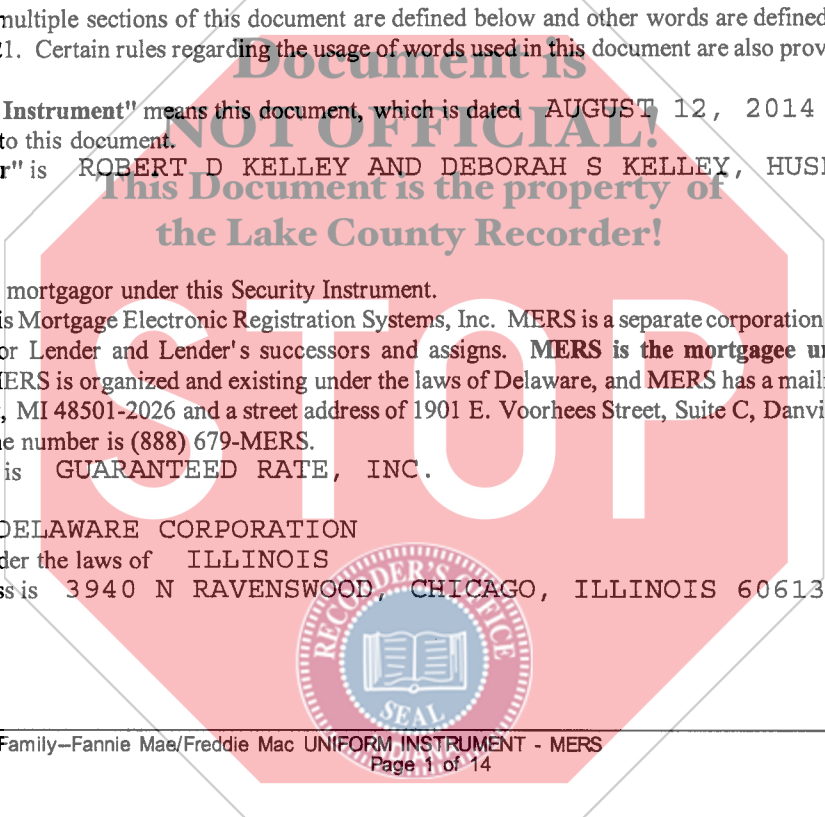 multiple sections of this document are defined below and other words are defined
21. Certain rules regarding the usage of words used in this document are also prov
Document is
Instrument" means this document, which is dated AUGUST 12, 2014
NOT OFFICIAL!
to this document.
r" is ROBERT D KELLEY AND DEBORAH S KELLEY, HUSB
This Document is the property of
the Lake County Recorder!
mortgagor under this Security Instrument.
is Mortgage Electronic Registration Systems, Inc. MERS is a separate corporation
or Lender and Lender's successors and assigns. MERS is the mortgagee un
MERS is organized and existing under the laws of Delaware, and MERS has a maili
, MI 48501-2026 and a street address of 1901 E. Voorhees Street, Suite C, Danvi
e number is (888) 679-MERS.
STOP
is GUARANTEED RATE, INC.
DELAWARE CORPORATION
der the laws of ILLINOIS
ss is 3940 N RAVENSWOOD, CHICAGO, ILLINOIS 60613
RECORDER'S OFFICE
SEAL
INDIANA
Family–Fannie Mae/Freddie Mac UNIFORM INSTRUMENT - MERS
Page 1 of 14